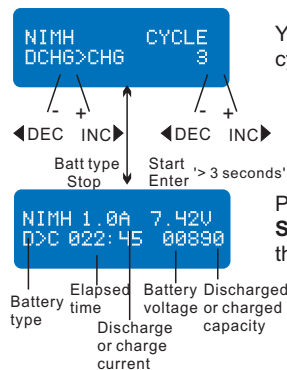 NIMH CYCLE
DCHG>CHG 3
Y
cy
- + - +
◀DEC INC▶ ◀DEC INC▶
Batt type
Stop
Start
Enter
'> 3 seconds'
P
S
th
NIMH 1.0A 7.42V
D>C 022:45 00890
Battery
type
Elapsed
time
Discharge
or charge
current
Battery
voltage
Discharged
or charged
capacity